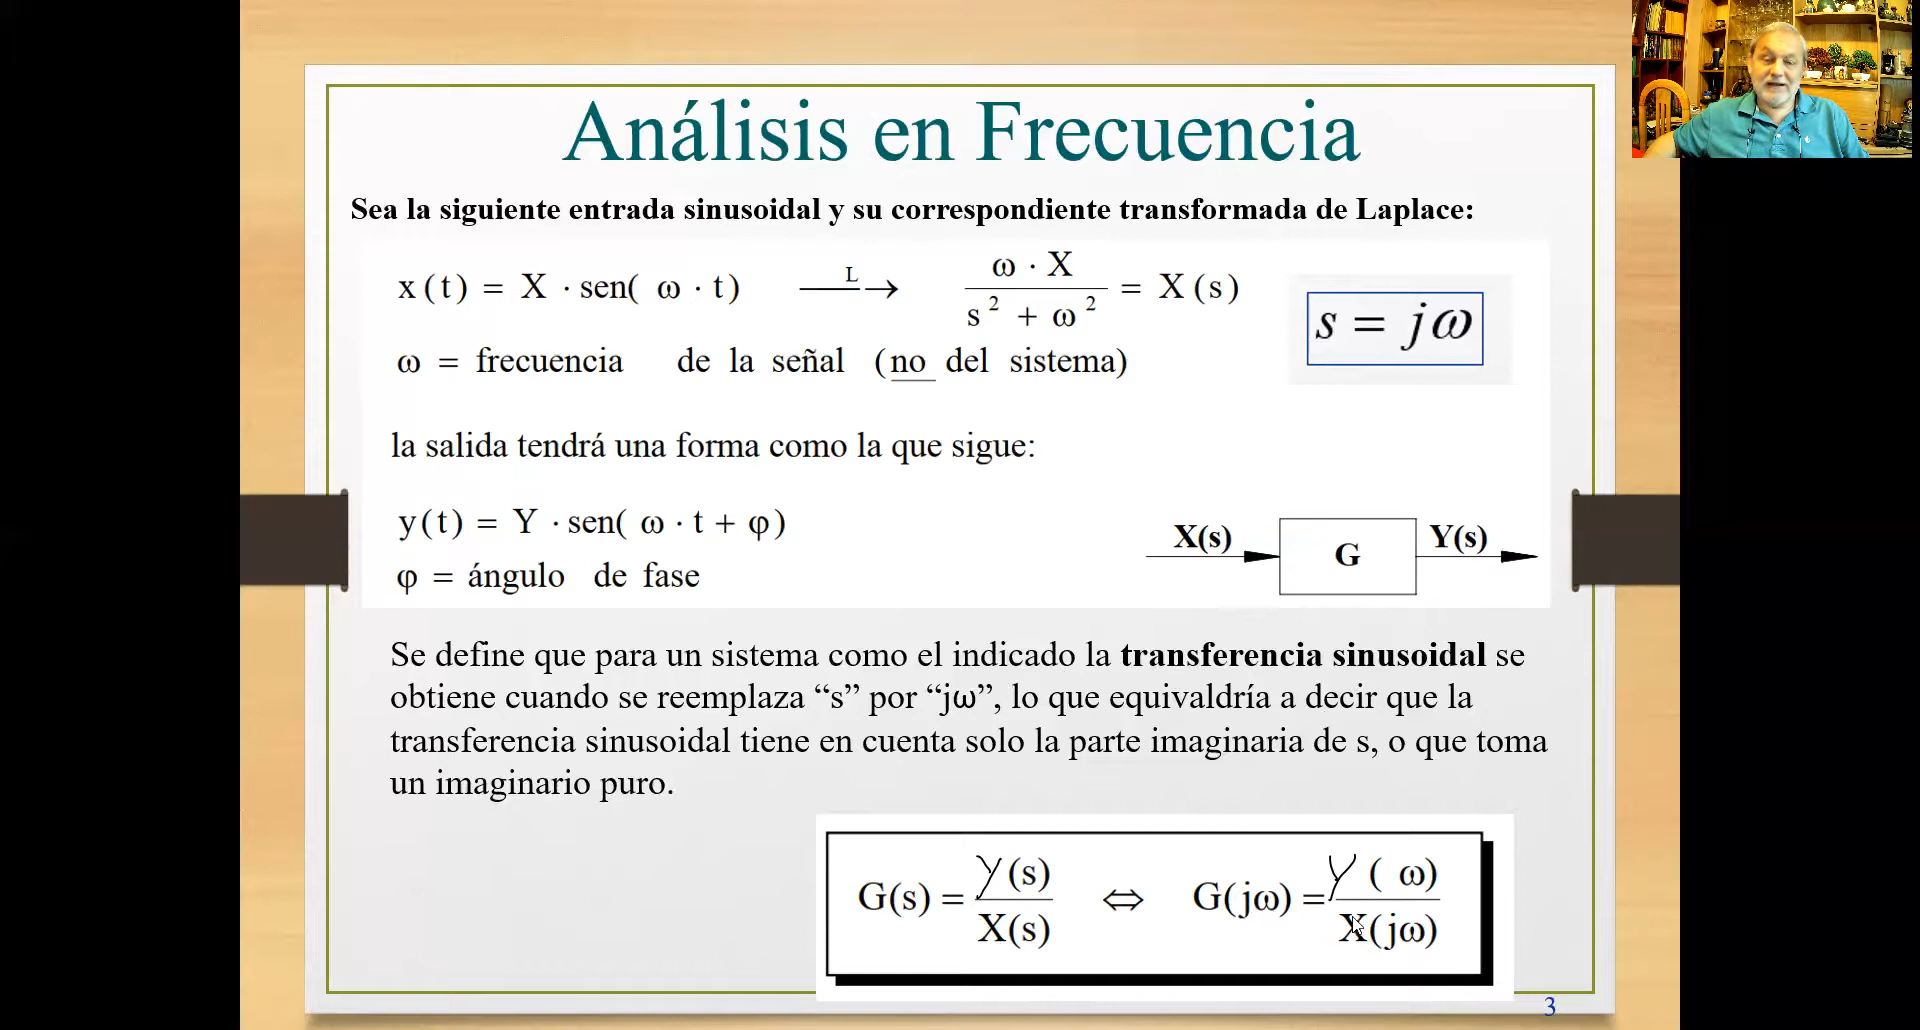 Análisis en Frecuencia
Sea la siguiente entrada sinusoidal y su correspondiente transformada de Laplace:
x(t) = X · sen( ω · t) —L→ ω · X / s² + ω² = X(s)
s = jω
ω = frecuencia de la señal (no del sistema)
la salida tendrá una forma como la que sigue:
y(t) = Y · sen( ω · t + φ)
X(s) G Y(s)
φ = ángulo de fase
Se define que para un sistema como el indicado la transferencia sinusoidal se
obtiene cuando se reemplaza “s” por “jω”, lo que equivaldría a decir que la
transferencia sinusoidal tiene en cuenta solo la parte imaginaria de s, o que toma
un imaginario puro.
G(s) = Y(s) / X(s) ⇔ G(jω) = Y( ω) / X(jω)
3